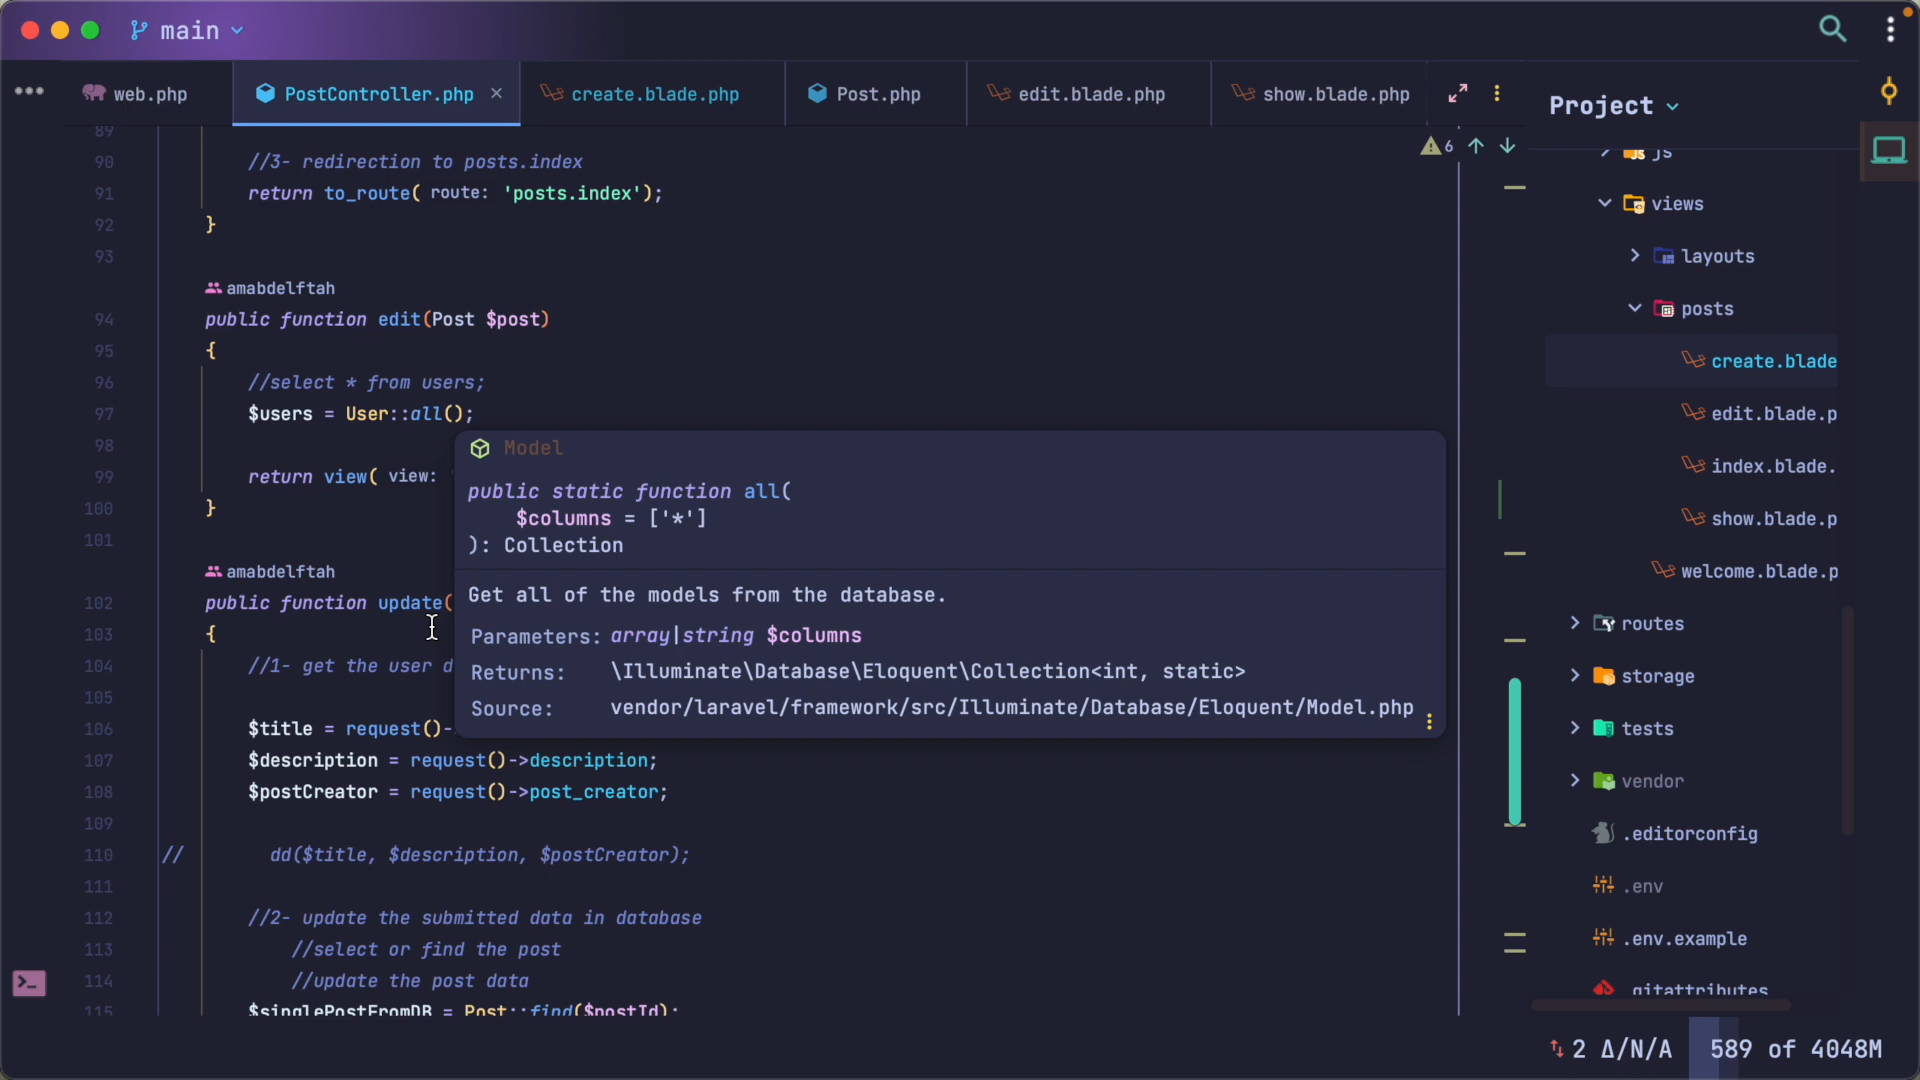 main
web.php
PostController.php
create.blade.php
Post.php
edit.blade.php
show.blade.php
Project
6
89
90 //3- redirection to posts.index
91 return to_route( route: 'posts.index');
92 }
93
amabdelftah
94 public function edit(Post $post)
95 {
96 //select * from users;
97 $users = User::all();
98
99 return view( view:
100 }
101
amabdelftah
102 public function update(
103 {
104 //1- get the user d
105
106 $title = request()-
107 $description = request()->description;
108 $postCreator = request()->post_creator;
109
110 // dd($title, $description, $postCreator);
111
112 //2- update the submitted data in database
113 //select or find the post
114 //update the post data
115 $singlePostFromDB = Post::find($postId);
Model
public static function all(
$columns = ['*']
): Collection
Get all of the models from the database.
Parameters: array|string $columns
Returns: \Illuminate\Database\Eloquent\Collection<int, static>
Source: vendor/laravel/framework/src/Illuminate/Database/Eloquent/Model.php
js
views
layouts
posts
create.blade
edit.blade.p
index.blade.
show.blade.p
welcome.blade.p
routes
storage
tests
vendor
.editorconfig
.env
.env.example
.gitattributes
2 Δ/N/A
589 of 4048M